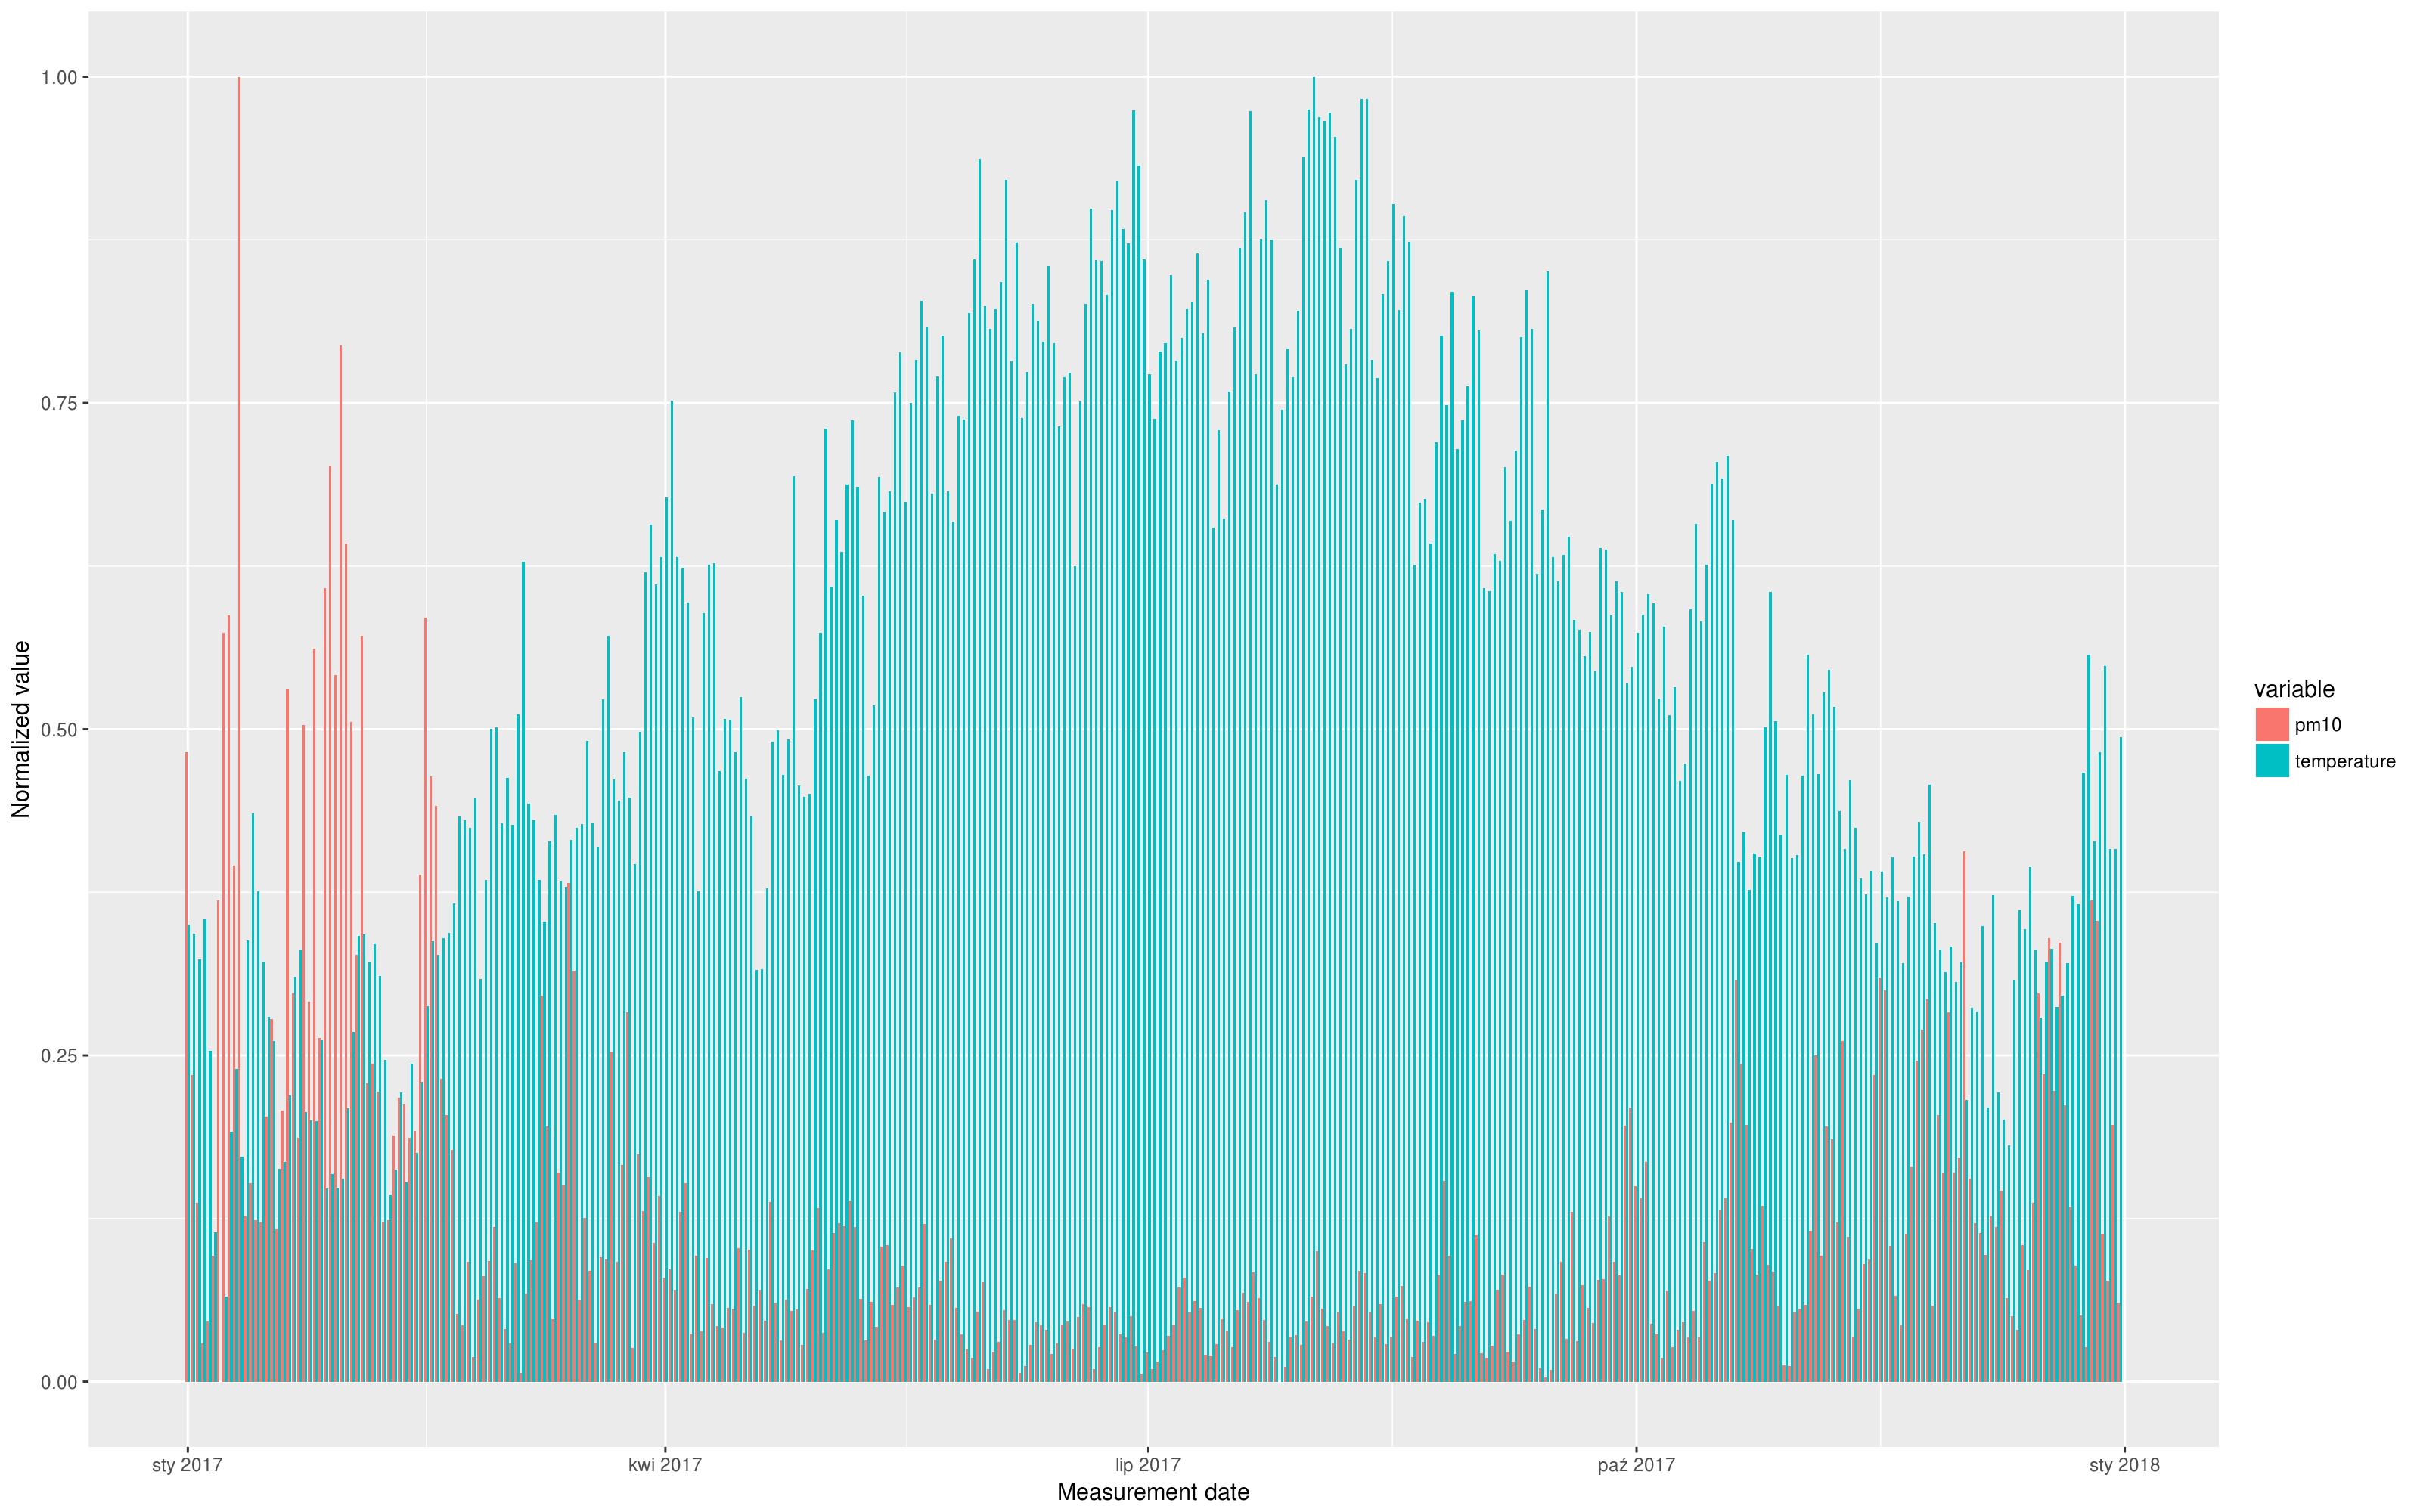 1.00
0.75
0.50
0.25
0.00
Normalized value
sty 2017
kwi 2017
lip 2017
paź 2017
sty 2018
Measurement date
variable
pm10
temperature